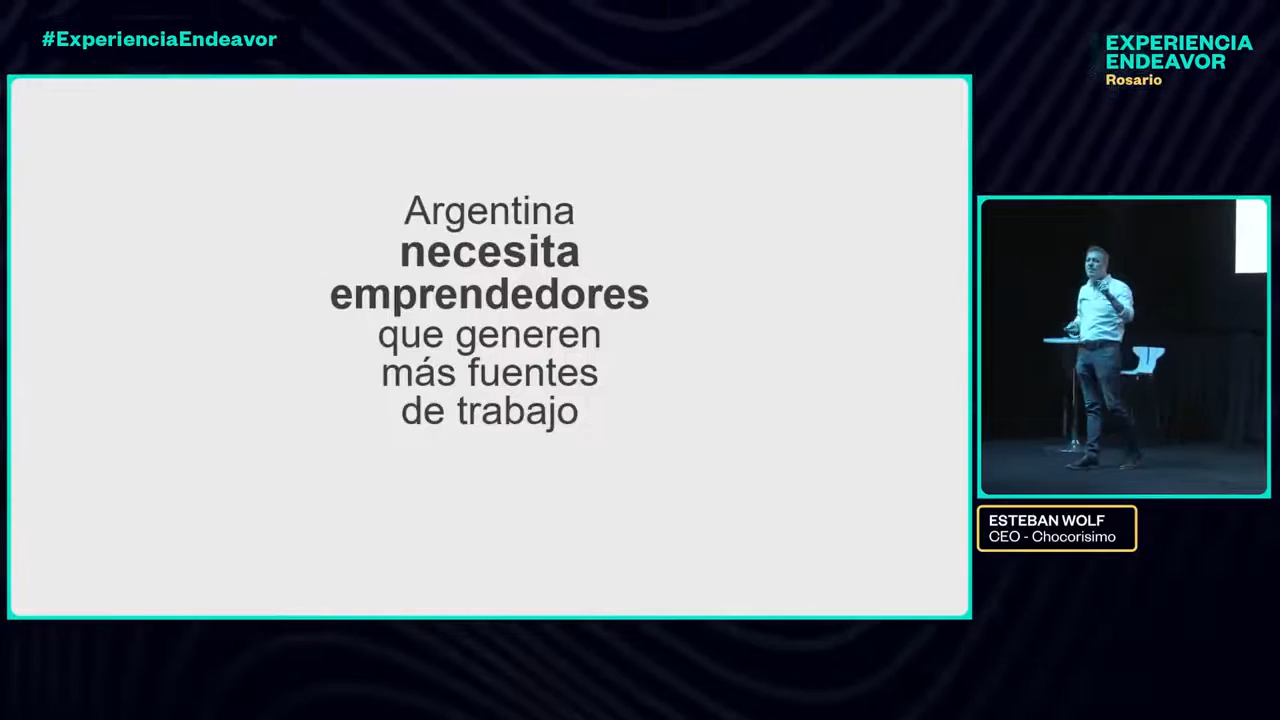 #ExperienciaEndeavor
EXPERIENCIA
ENDEAVOR
Rosario
Argentina
necesita
emprendedores
que generen
más fuentes
de trabajo
ESTEBAN WOLF
CEO - Chocorisimo